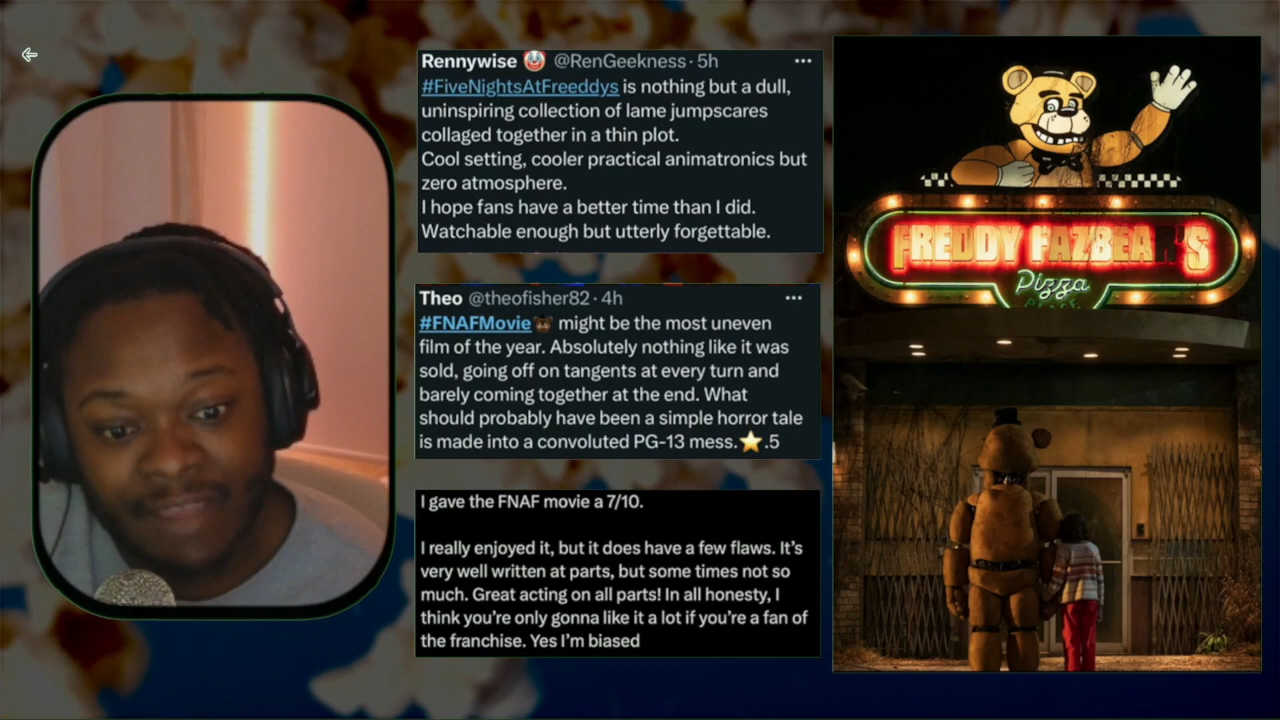 Rennywise 🤡 @RenGeekness · 5h
#FiveNightsAtFreeddys is nothing but a dull,
uninspiring collection of lame jumpscares
collaged together in a thin plot.
Cool setting, cooler practical animatronics but
zero atmosphere.
I hope fans have a better time than I did.
Watchable enough but utterly forgettable.
Theo @theofisher82 · 4h
#FNAFMovie🐻 might be the most uneven
film of the year. Absolutely nothing like it was
sold, going off on tangents at every turn and
barely coming together at the end. What
should probably have been a simple horror tale
is made into a convoluted PG-13 mess.⭐.5
I gave the FNAF movie a 7/10.
I really enjoyed it, but it does have a few flaws. It's
very well written at parts, but some times not so
much. Great acting on all parts! In all honesty, I
think you're only gonna like it a lot if you're a fan of
the franchise. Yes I'm biased
FREDDY FAZBEAR'S
Pizza